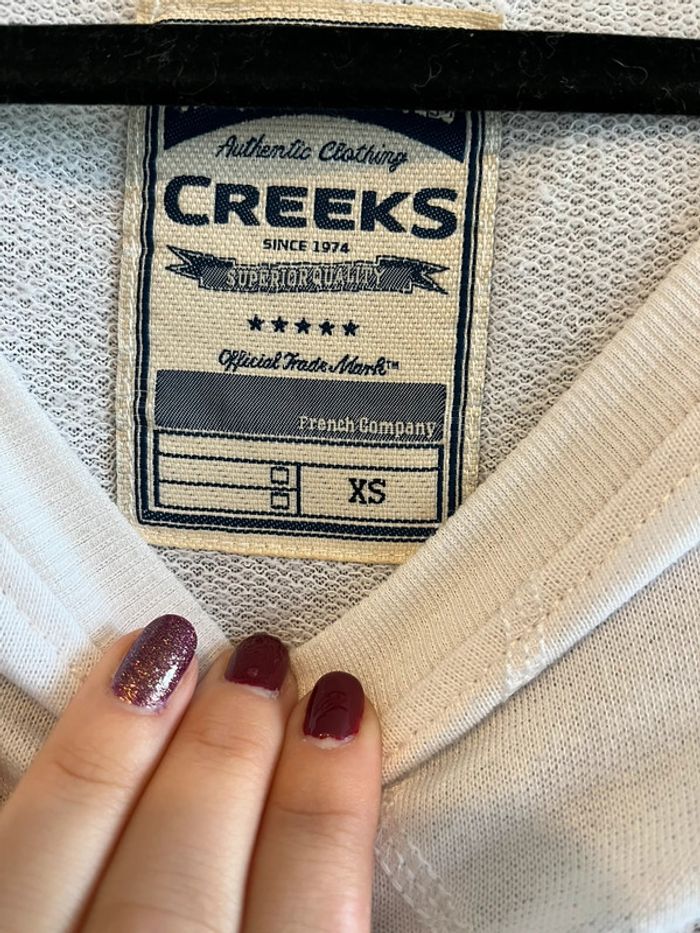 Authentic Clothing
CREEKS
SINCE 1974
SUPERIOR QUALITY
Official Trade Mark™
French Company
XS